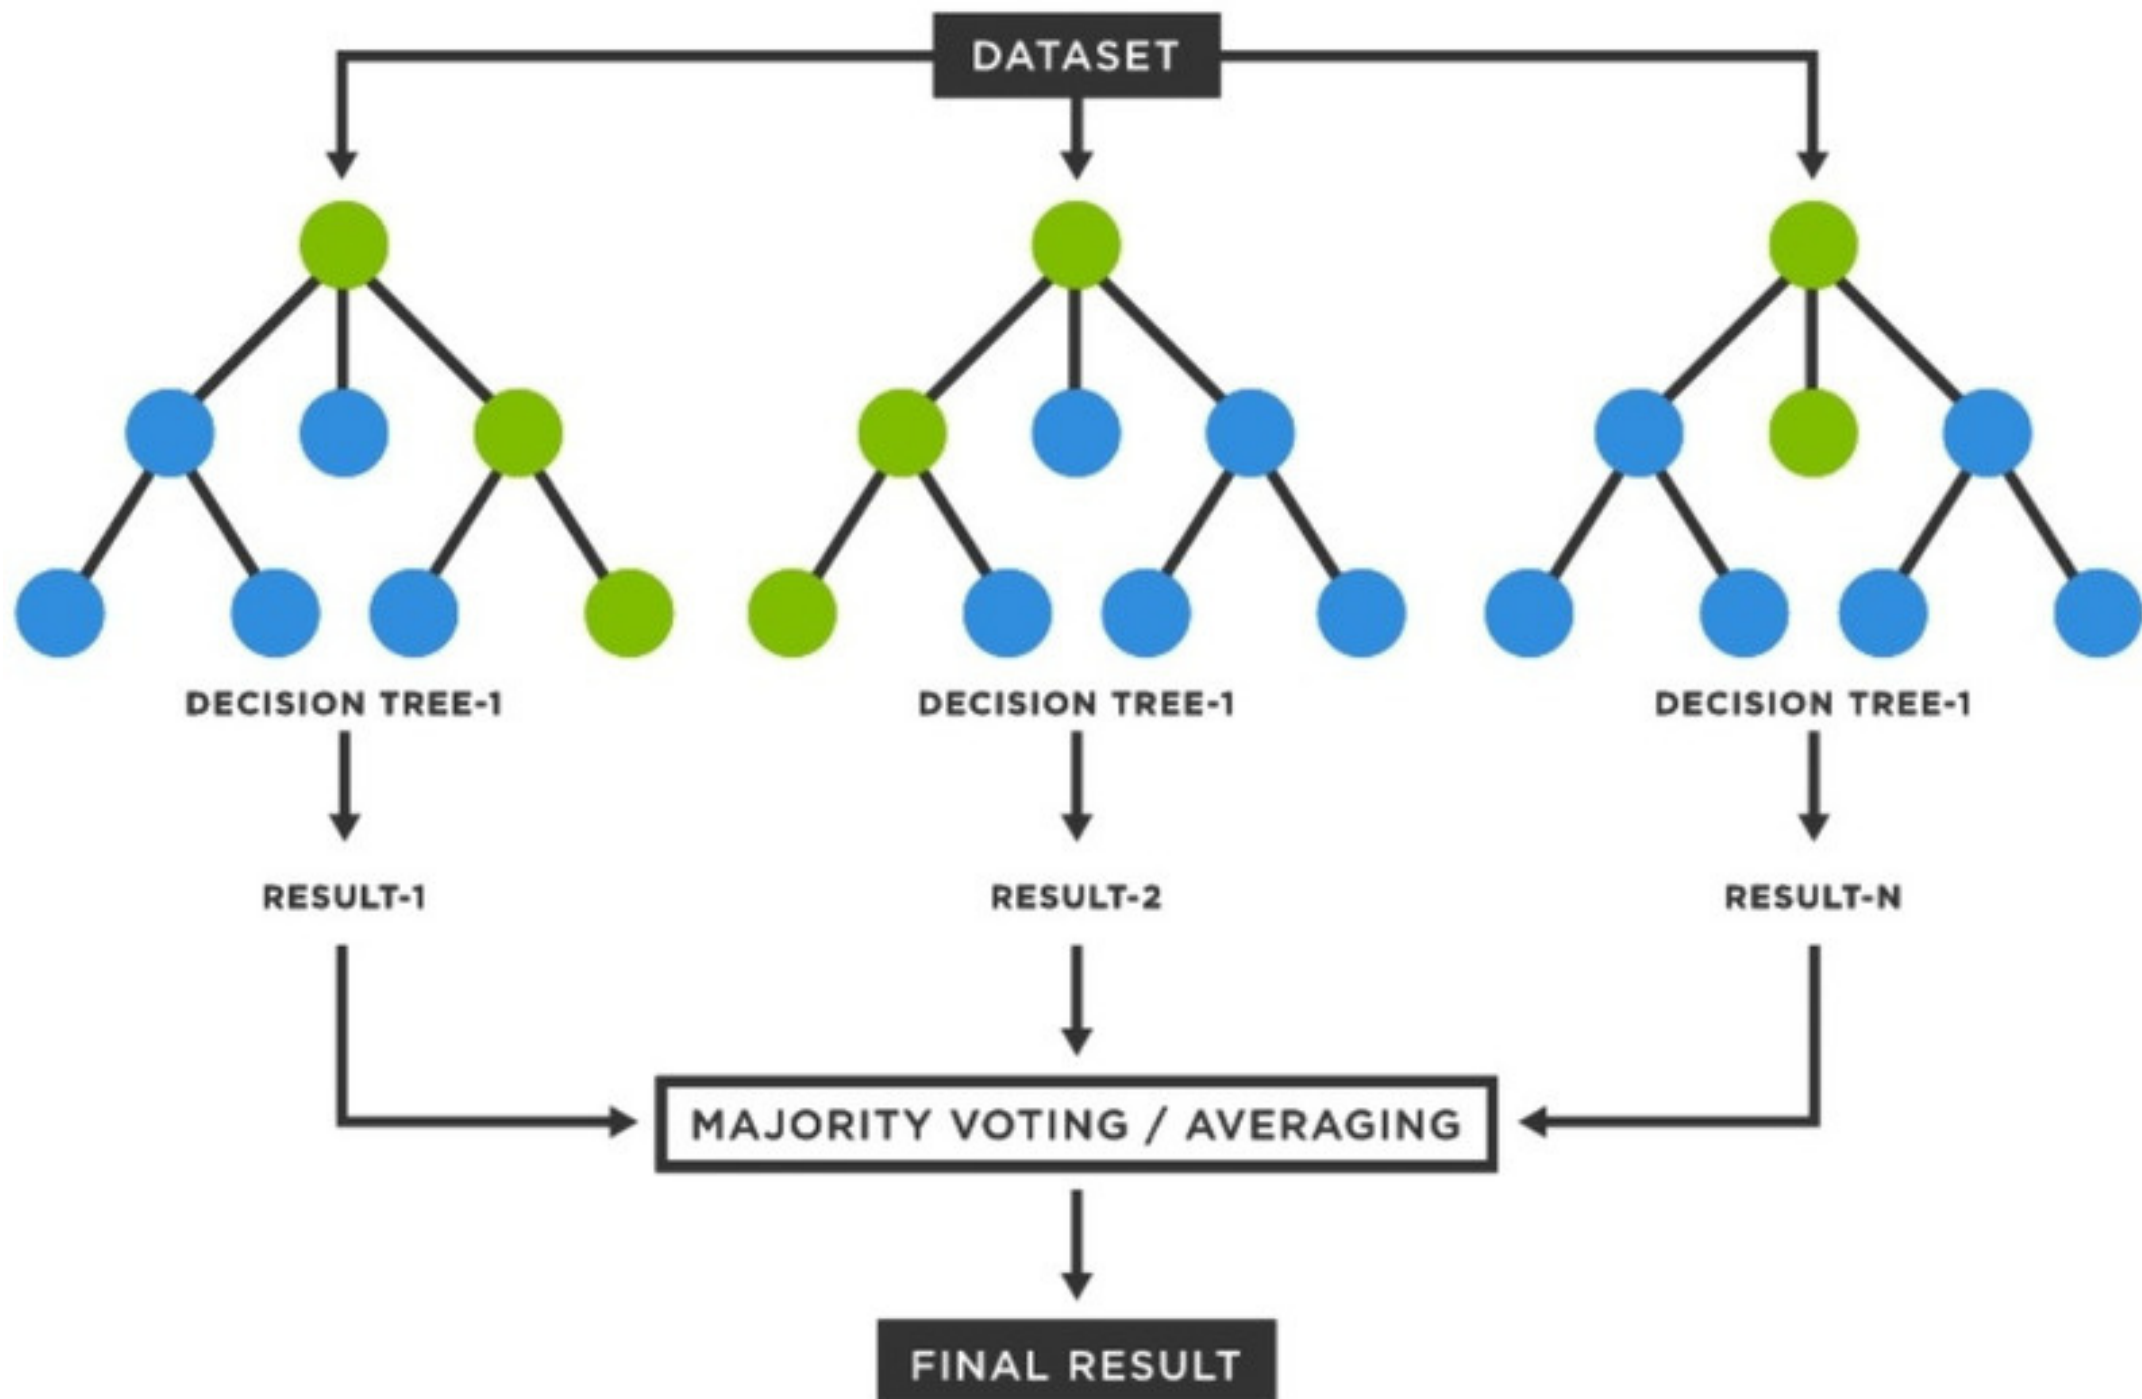 DATASET
DECISION TREE-1
DECISION TREE-1
DECISION TREE-1
RESULT-1
RESULT-2
RESULT-N
MAJORITY VOTING / AVERAGING
FINAL RESULT